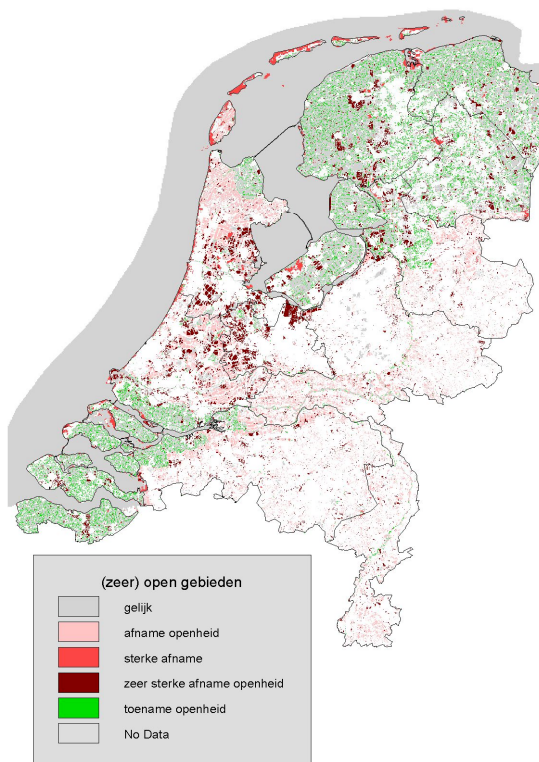 (zeer) open gebieden
gelijk
afname openheid
sterke afname
zeer sterke afname openheid
toename openheid
No Data